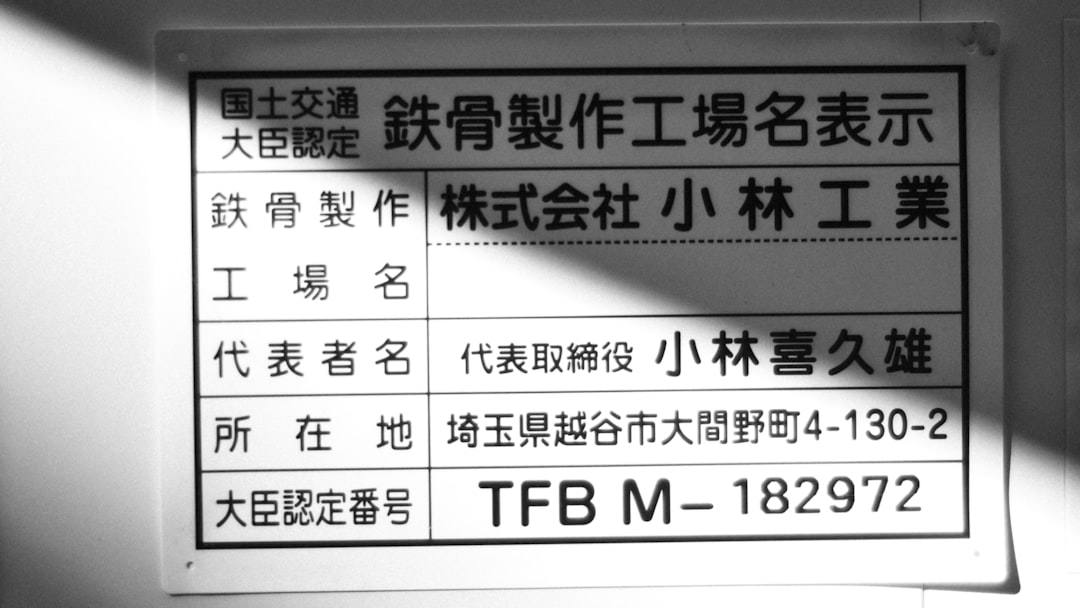 国土交通
大臣認定
鉄骨製作工場名表示
鉄骨製作
工場名
株式会社 小林工業
代表者名
代表取締役 小林喜久雄
所在地
埼玉県越谷市大間野町4-130-2
大臣認定番号
TFB M-182972